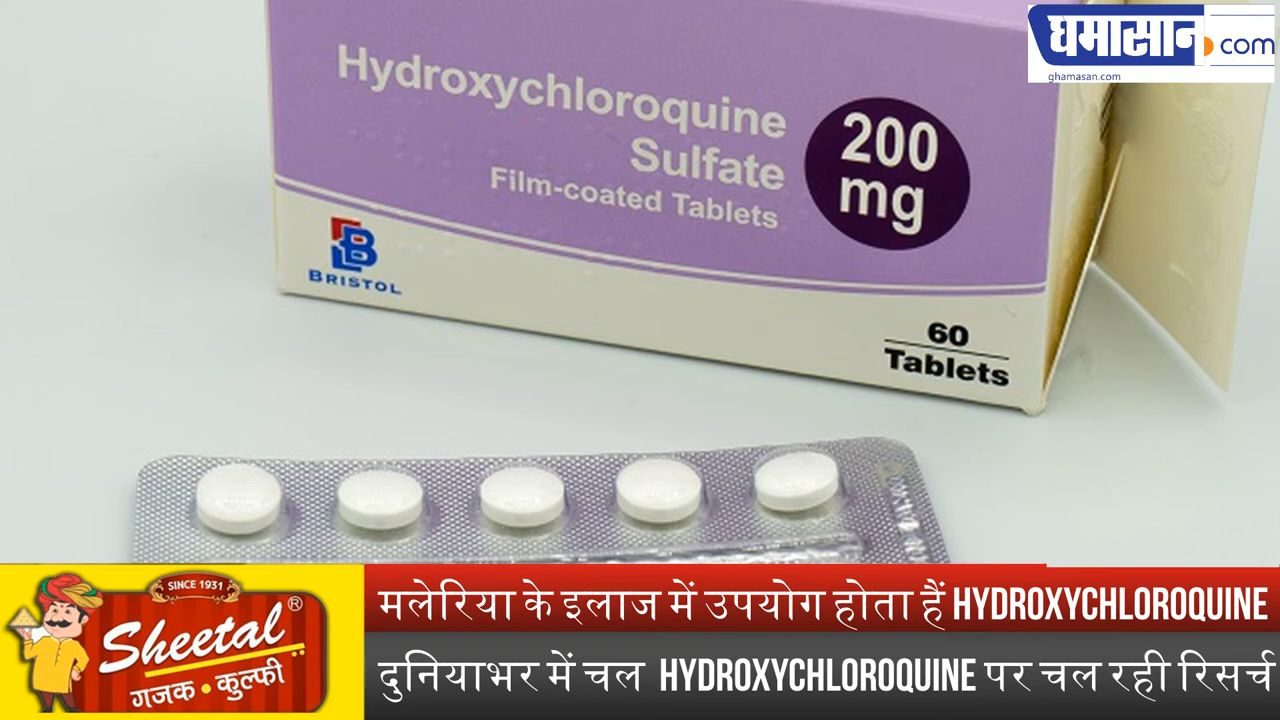 घमासान.com
ghamasan.com
Hydroxychloroquine
Sulfate
Film-coated Tablets
200
mg
BRISTOL
60
Tablets
SINCE 1931
Sheetal®
गजक • कुल्फी
मलेरिया के इलाज में उपयोग होता हैं HYDROXYCHLOROQUINE
दुनियाभर में चल HYDROXYCHLOROQUINE पर चल रही रिसर्च